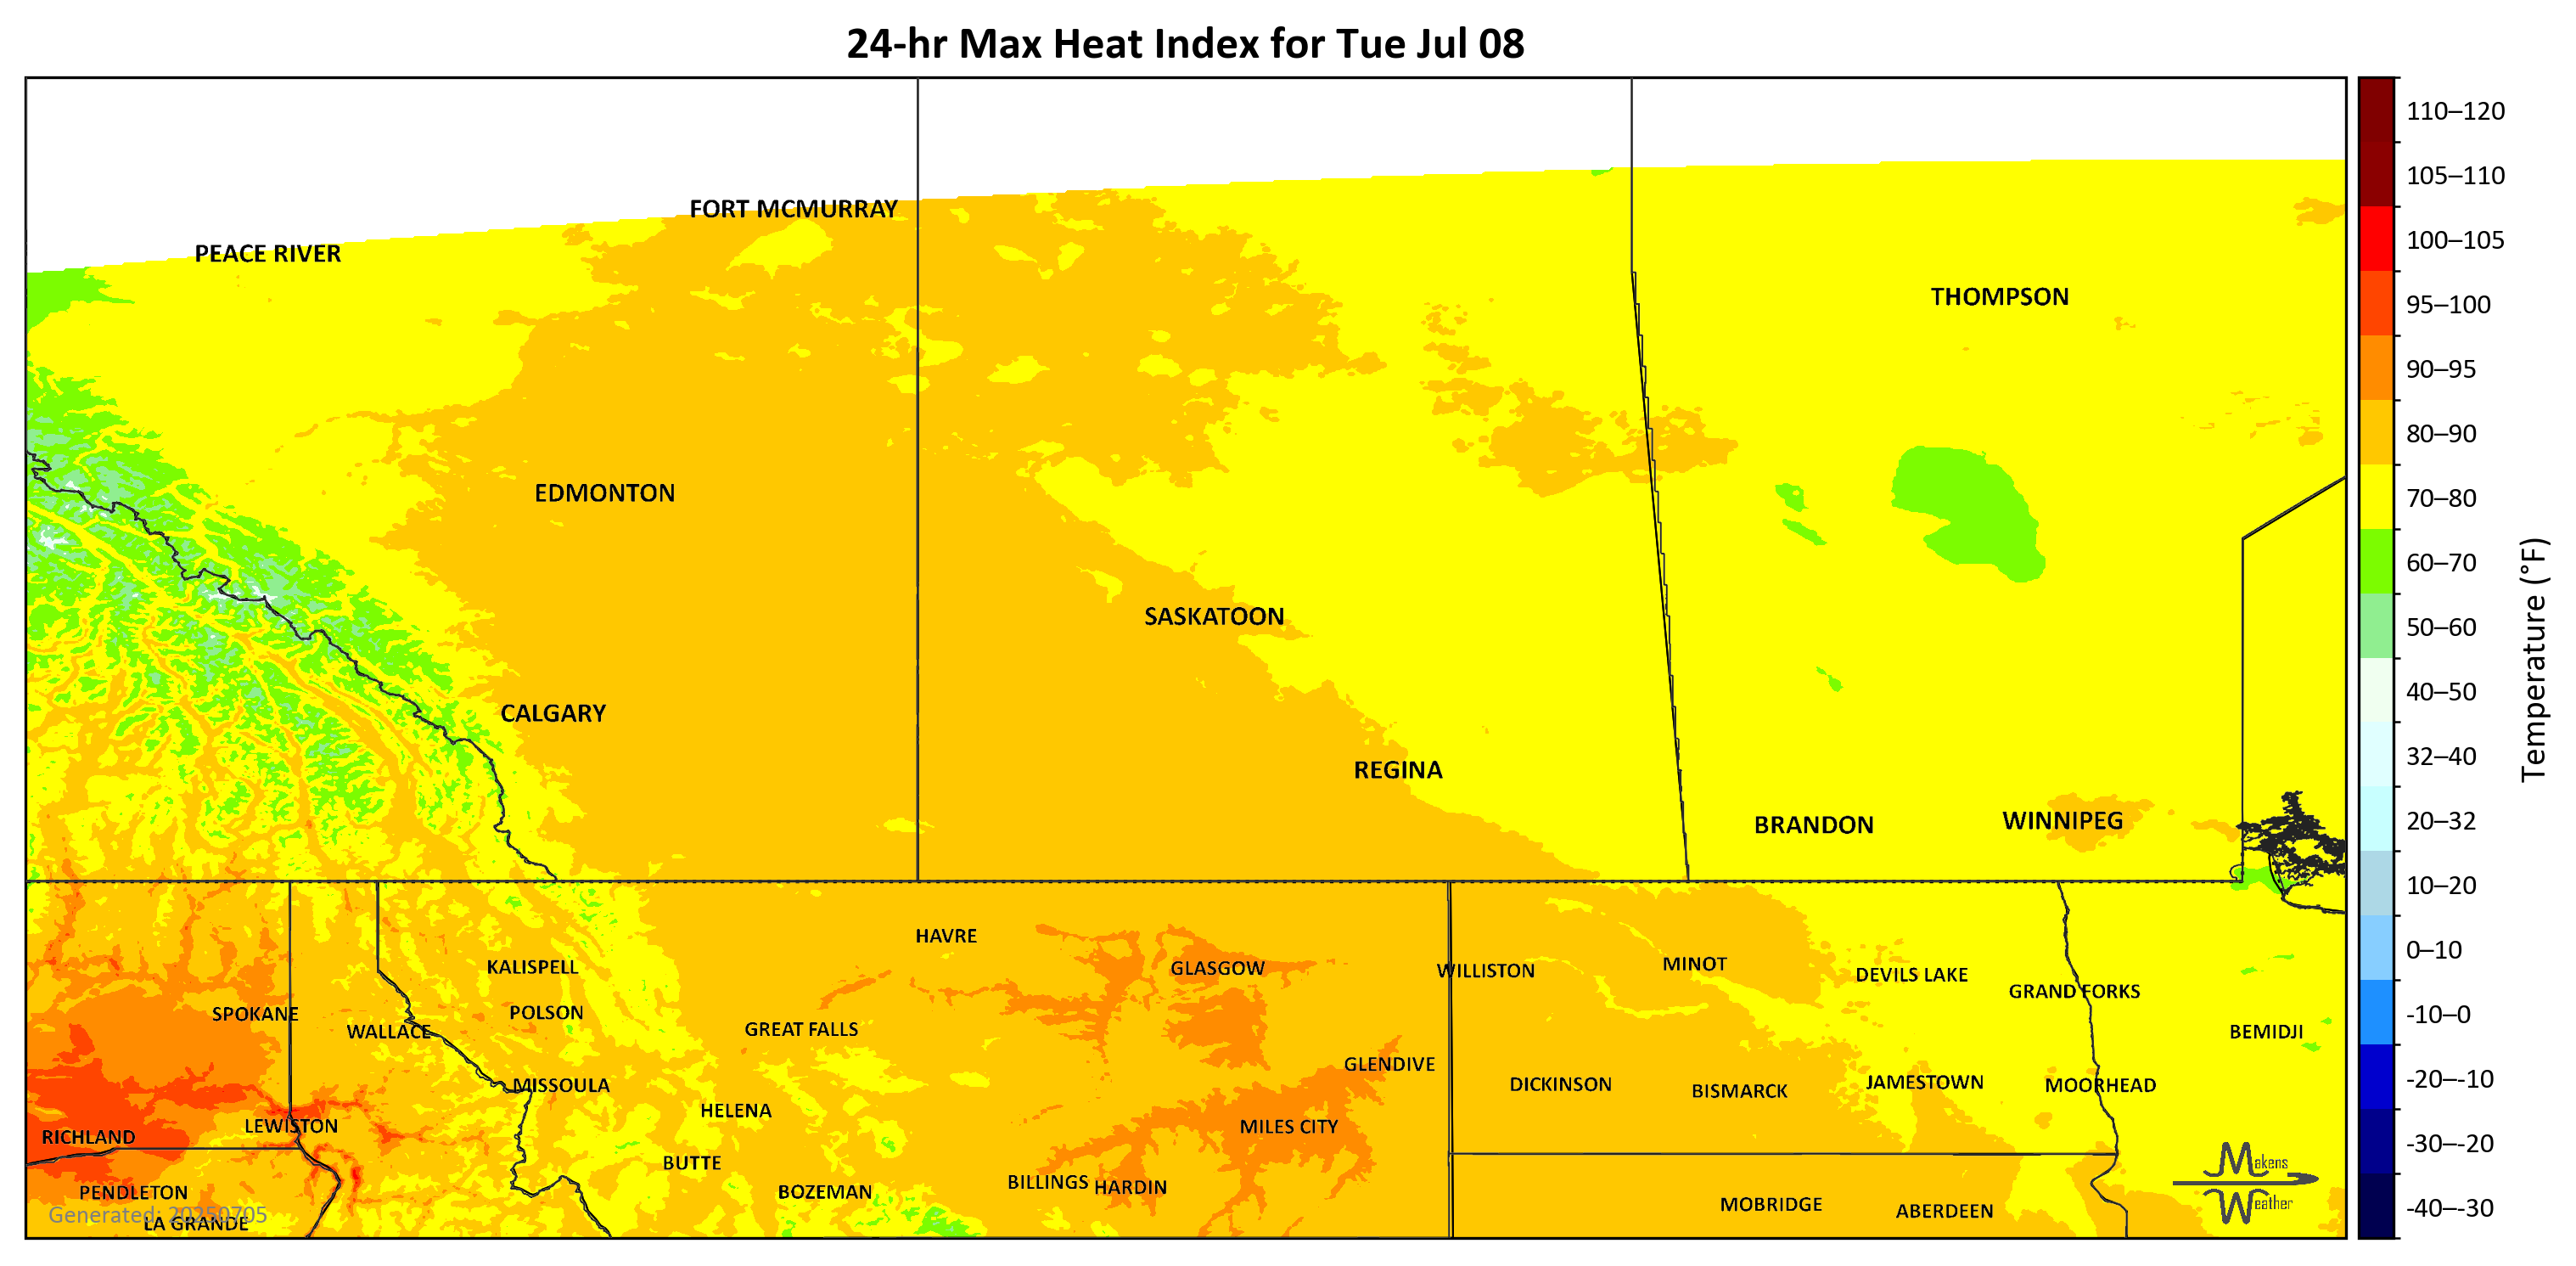 24-hr Max Heat Index for Tue Jul 08
FORT MCMURRAY
PEACE RIVER
THOMPSON
EDMONTON
SASKATOON
CALGARY
REGINA
BRANDON
WINNIPEG
HAVRE
KALISPELL
GLASGOW
WILLISTON
MINOT
DEVILS LAKE
GRAND FORKS
SPOKANE
POLSON
WALLACE
GREAT FALLS
BEMIDJI
GLENDIVE
MISSOULA
DICKINSON
BISMARCK
JAMESTOWN
MOORHEAD
HELENA
LEWISTON
MILES CITY
RICHLAND
BUTTE
BILLINGS
HARDIN
BOZEMAN
PENDLETON
MOBRIDGE
ABERDEEN
Generated: 20250705
LA GRANDE
Makens
Weather
110–120
105–110
100–105
95–100
90–95
80–90
70–80
60–70
50–60
40–50
32–40
20–32
10–20
0–10
-10–0
-20–-10
-30–-20
-40–-30
Temperature (°F)